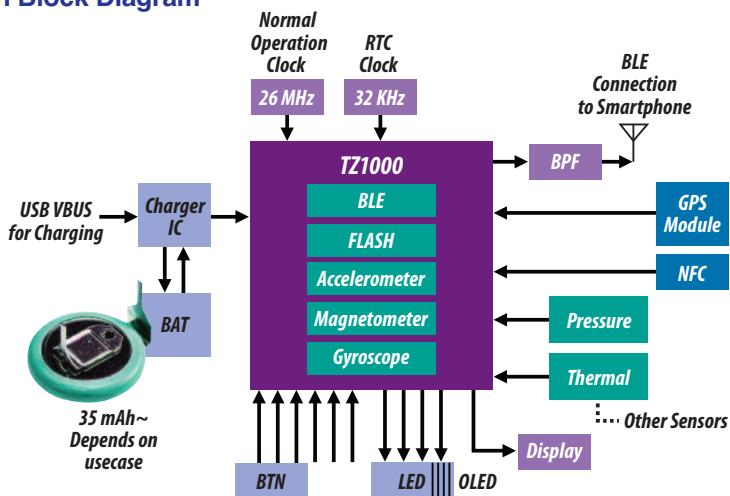 n Block Diagram
Normal
Operation
Clock
RTC
Clock
BLE
Connection
to Smartphone
26 MHz
32 KHz
TZ1000
BPF
BLE
FLASH
Accelerometer
Magnetometer
Gyroscope
USB VBUS
for Charging
Charger
IC
BAT
GPS
Module
NFC
Pressure
Thermal
Other Sensors
35 mAh~
Depends on
usecase
BTN
LED
OLED
Display